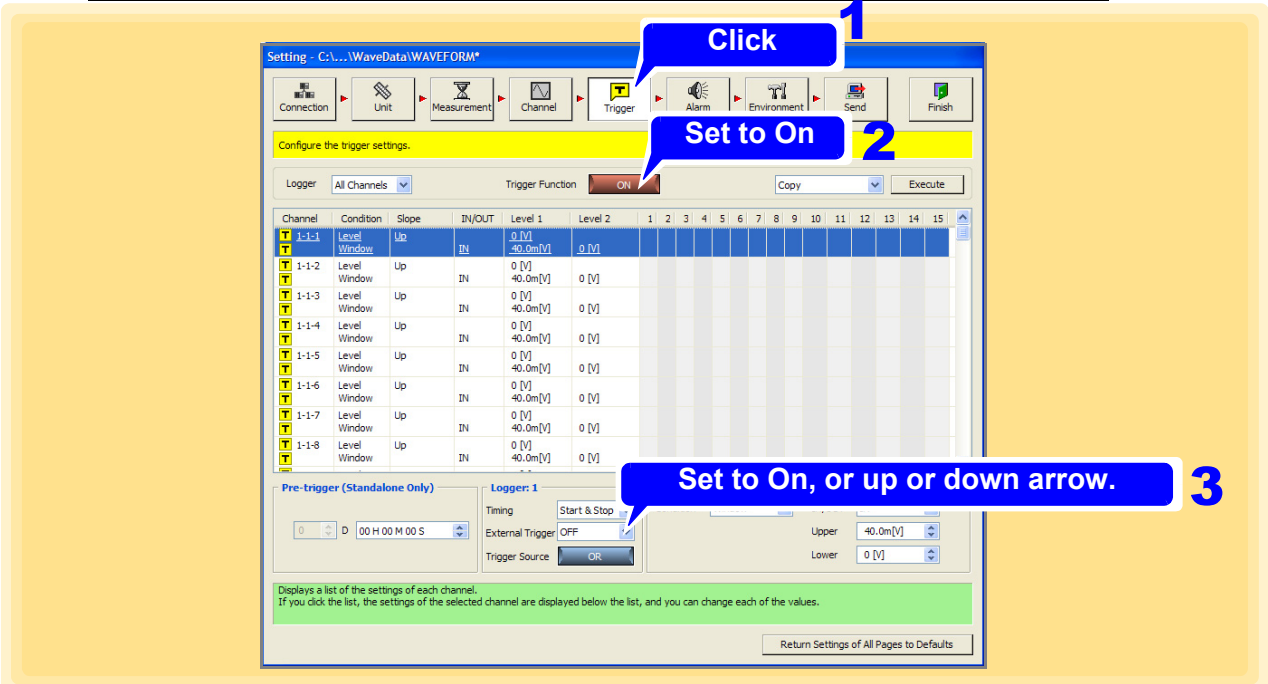 1
Click
Setting - C:\...\WaveData\WAVEFORM*
Connection Unit Measurement Channel Trigger Alarm Environment Send Finish
Set to On 2
Configure the trigger settings.
Logger All Channels Trigger Function ON Copy Execute
Channel Condition Slope IN/OUT Level 1 Level 2 1 2 3 4 5 6 7 8 9 10 11 12 13 14 15
T 1-1-1 Level Up 0 [V]
T Window IN 40.0m[V] 0 [V]
T 1-1-2 Level Up 0 [V]
T Window IN 40.0m[V] 0 [V]
T 1-1-3 Level Up 0 [V]
T Window IN 40.0m[V] 0 [V]
T 1-1-4 Level Up 0 [V]
T Window IN 40.0m[V] 0 [V]
T 1-1-5 Level Up 0 [V]
T Window IN 40.0m[V] 0 [V]
T 1-1-6 Level Up 0 [V]
T Window IN 40.0m[V] 0 [V]
T 1-1-7 Level Up 0 [V]
T Window IN 40.0m[V] 0 [V]
T 1-1-8 Level Up 0 [V]
T Window IN 40.0m[V] 0 [V]
Set to On, or up or down arrow. 3
Pre-trigger (Standalone Only) Logger: 1
Timing Start & Stop
0 D 00 H 00 M 00 S External Trigger OFF Upper 40.0m[V]
Trigger Source OR Lower 0 [V]
Displays a list of the settings of each channel.
If you click the list, the settings of the selected channel are displayed below the list, and you can change each of the values.
Return Settings of All Pages to Defaults